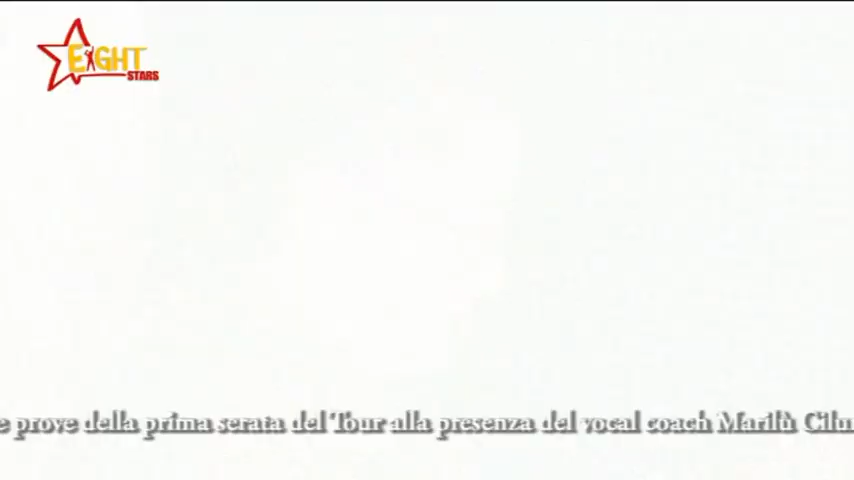 EIGHT
STARS
e prove della prima serata del Tour alla presenza del vocal coach Marilù